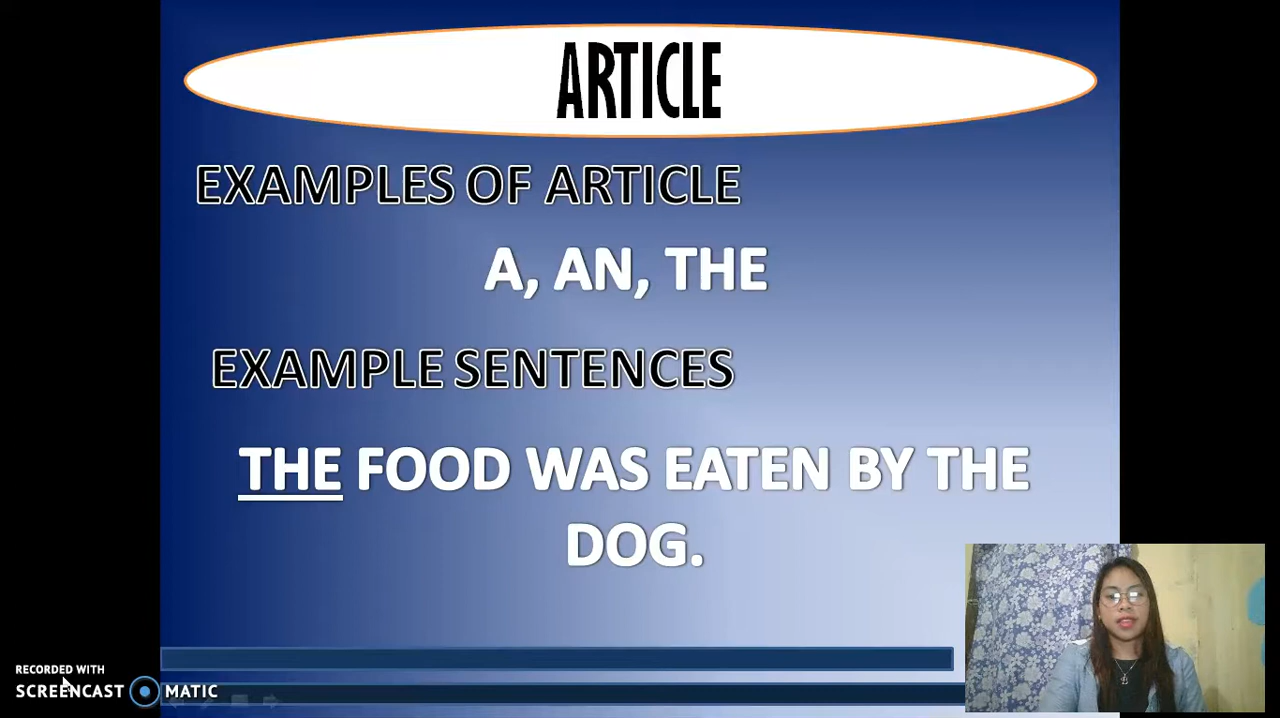 ARTICLE
EXAMPLES OF ARTICLE
A, AN, THE
EXAMPLE SENTENCES
THE FOOD WAS EATEN BY THE
DOG.
RECORDED WITH
SCREENCAST MATIC